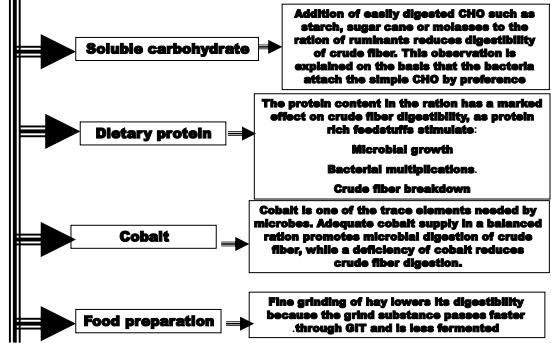 Soluble carbohydrate
Addition of easily digested CHO such as
starch, sugar cane or molasses to the
ration of ruminants reduces digestibility
of crude fiber. This observation is
explained on the basis that the bacteria
attach the simple CHO by preference
Dietary protein
The protein content in the ration has a marked
effect on crude fiber digestibility, as protein
rich feedstuffs stimulate:
Microbial growth
Bacterial multiplications.
Crude fiber breakdown
Cobalt
Cobalt is one of the trace elements needed by
microbes. Adequate cobalt supply in a balanced
ration promotes microbial digestion of crude
fiber, while a deficiency of cobalt reduces
crude fiber digestion.
Food preparation
Fine grinding of hay lowers its digestibility
because the grind substance passes faster
.through GIT and is less fermented